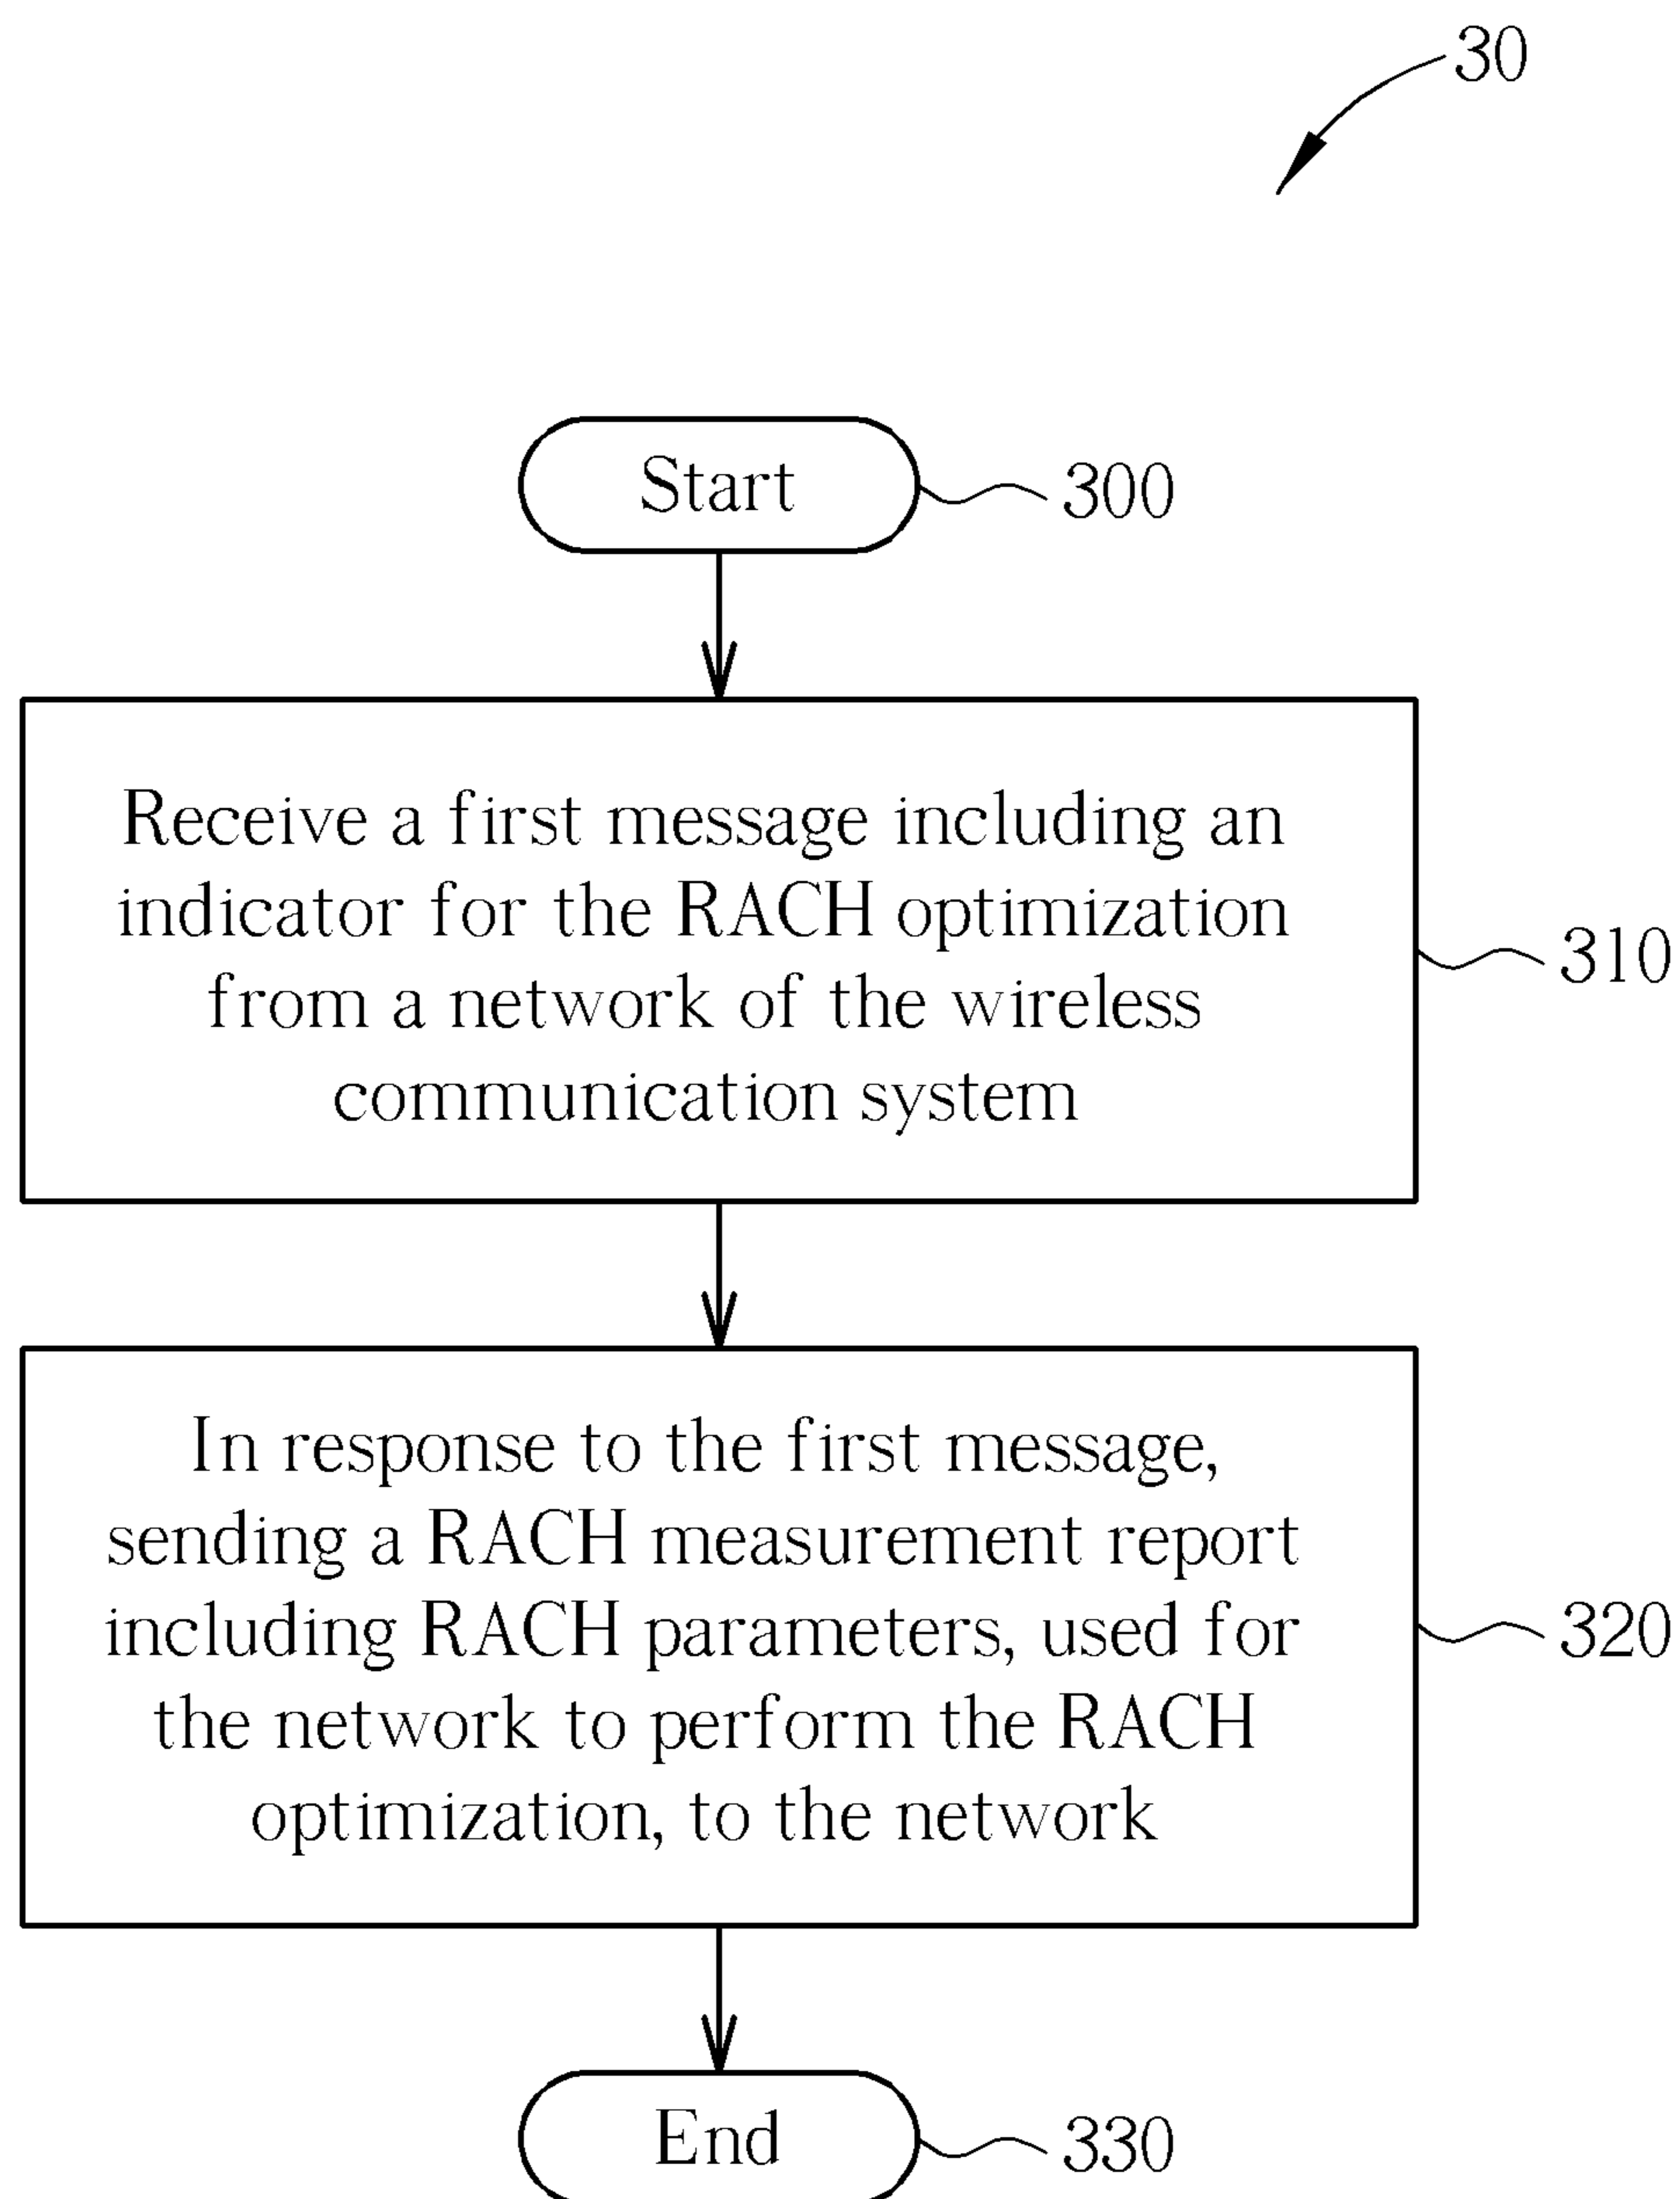 30
Start
300
Receive a first message including an
indicator for the RACH optimization
from a network of the wireless
communication system
310
In response to the first message,
sending a RACH measurement report
including RACH parameters, used for
the network to perform the RACH
optimization, to the network
320
End
330